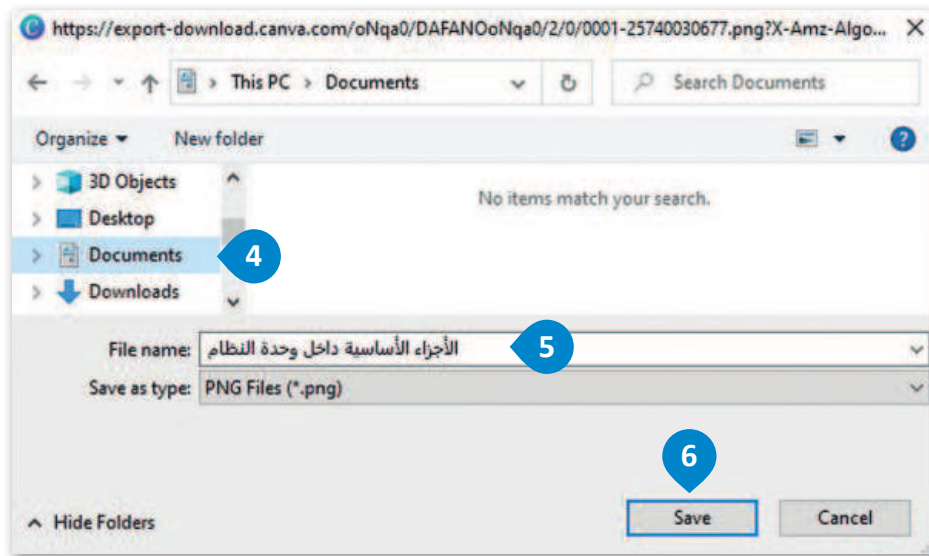 https://export-download.canva.com/oNqa0/DAFANOoNqa0/2/0/0001-25740030677.png?X-Amz-Algo...
This PC > Documents
Search Documents
Organize
New folder
3D Objects
No items match your search.
Desktop
Documents
4
Downloads
File name: الأجزاء الأساسية داخل وحدة النظام
5
Save as type: PNG Files (*.png)
6
Hide Folders
Save
Cancel